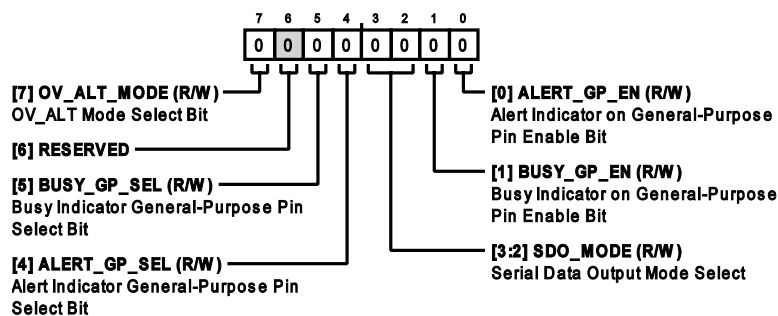 7 6 5 4 3 2 1 0
0 0 0 0 0 0 0 0
[7] OV_ALT_MODE (R/W)
OV_ALT Mode Select Bit
[6] RESERVED
[5] BUSY_GP_SEL (R/W)
Busy Indicator General-Purpose Pin
Select Bit
[4] ALERT_GP_SEL (R/W)
Alert Indicator General-Purpose Pin
Select Bit
[0] ALERT_GP_EN (R/W)
Alert Indicator on General-Purpose
Pin Enable Bit
[1] BUSY_GP_EN (R/W)
Busy Indicator on General-Purpose
Pin Enable Bit
[3:2] SDO_MODE (R/W)
Serial Data Output Mode Select